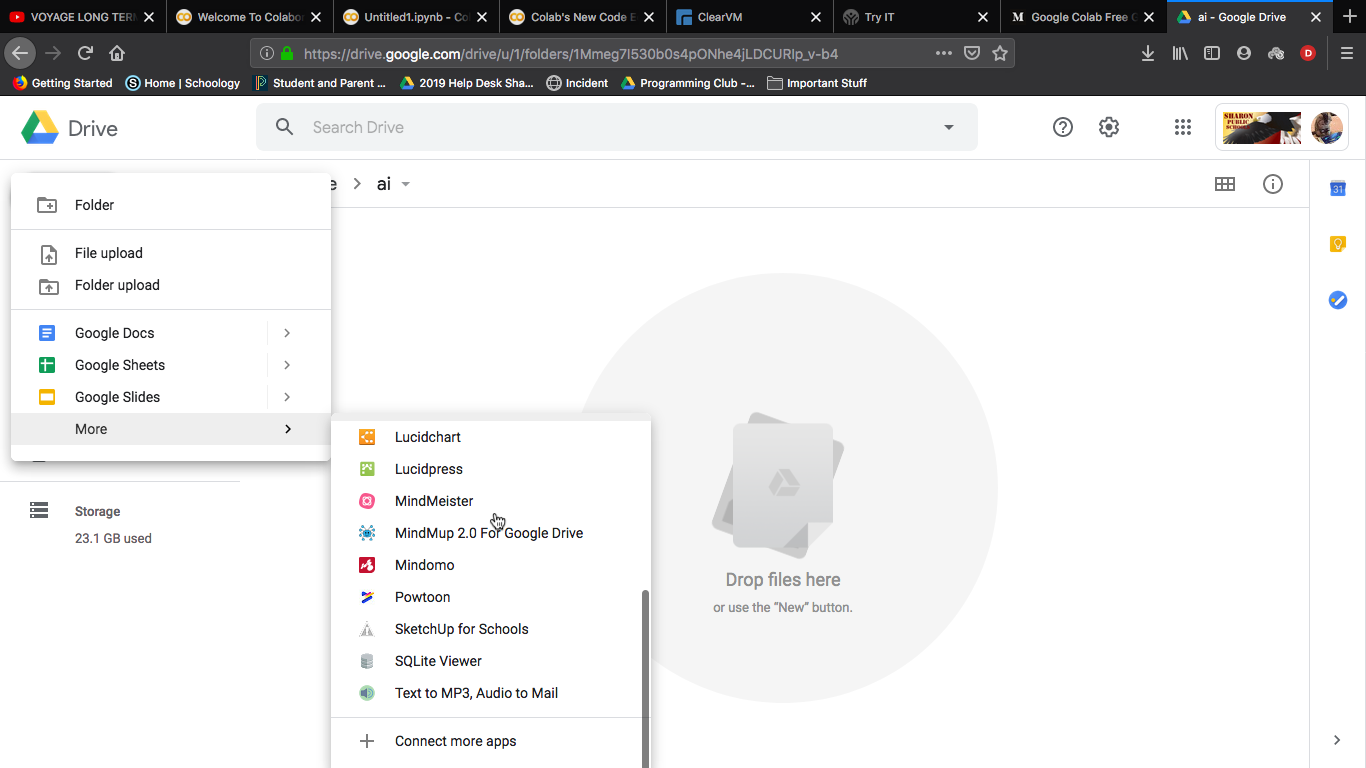 VOYAGE LONG TERM
Welcome To Colabor
Untitled1.ipynb - Co
Colab's New Code E
ClearVM
Try IT
Google Colab Free G
ai - Google Drive
https://drive.google.com/drive/u/1/folders/1Mmeg7l530b0s4pONhe4jLDCURlp_v-b4
Getting Started
Home | Schoology
Student and Parent ...
2019 Help Desk Sha...
Incident
Programming Club -...
Important Stuff
Drive
Search Drive
SHARON
PUBLIC
SCHOOLS
e > ai
Folder
File upload
Folder upload
Google Docs
Google Sheets
Google Slides
More
Lucidchart
Lucidpress
MindMeister
MindMup 2.0 For Google Drive
Mindomo
Powtoon
SketchUp for Schools
SQLite Viewer
Text to MP3, Audio to Mail
Connect more apps
Storage
23.1 GB used
Drop files here
or use the “New” button.
31
D